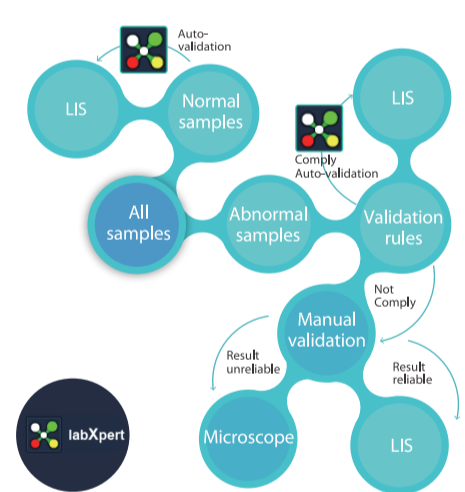 Auto-
validation
LIS
Normal
samples
LIS
Comply
Auto-validation
All
samples
Abnormal
samples
Validation
rules
Not
Comply
Manual
validation
Result
unreliable
Result
reliable
Microscope
LIS
labXpert